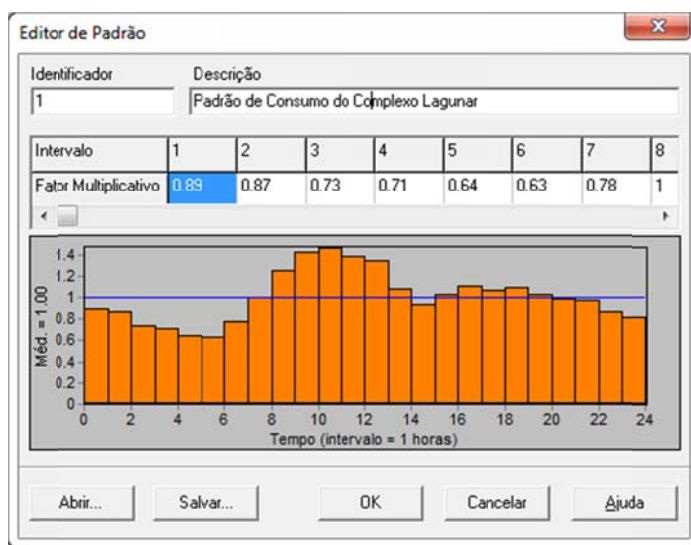 Editor de Padrão
Identificador Descrição
1 Padrão de Consumo do Complexo Lagunar
Intervalo 1 2 3 4 5 6 7 8
Fator Multiplicativo 0.89 0.87 0.73 0.71 0.64 0.63 0.78 1
Méd. = 1.00
1.4
1.2
1
0.8
0.6
0.4
0.2
0
0 2 4 6 8 10 12 14 16 18 20 22 24
Tempo (intervalo = 1 horas)
Abrir... Salvar... OK Cancelar Ajuda